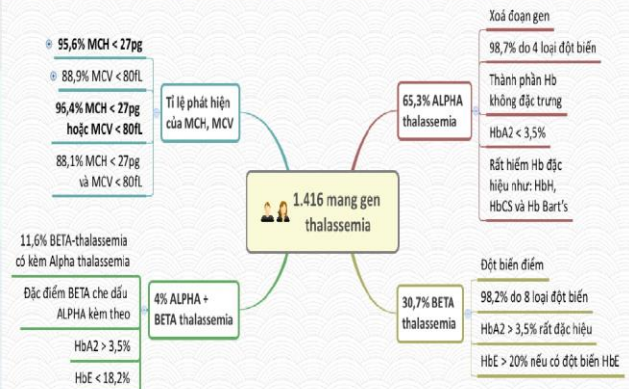 95,6% MCH < 27pg
88,9% MCV < 80fL
96,4% MCH < 27pg
hoặc MCV < 80fL
88,1% MCH < 27pg
và MCV < 80fL
Tỉ lệ phát hiện
của MCH, MCV
1.416 mang gen
thalassemia
65,3% ALPHA
thalassemia
Xoá đoạn gen
98,7% do 4 loại đột biến
Thành phần Hb
không đặc trưng
HbA2 < 3,5%
Rất hiếm Hb đặc
hiệu như: HbH,
HbCS và Hb Bart's
11,6% BETA-thalassemia
có kèm Alpha thalassemia
Đặc điểm BETA che dấu
ALPHA kèm theo
HbA2 > 3,5%
HbE < 18,2%
4% ALPHA +
BETA thalassemia
30,7% BETA
thalassemia
Đột biến điểm
98,2% do 8 loại đột biến
HbA2 > 3,5% rất đặc hiệu
HbE > 20% nếu có đột biến HbE